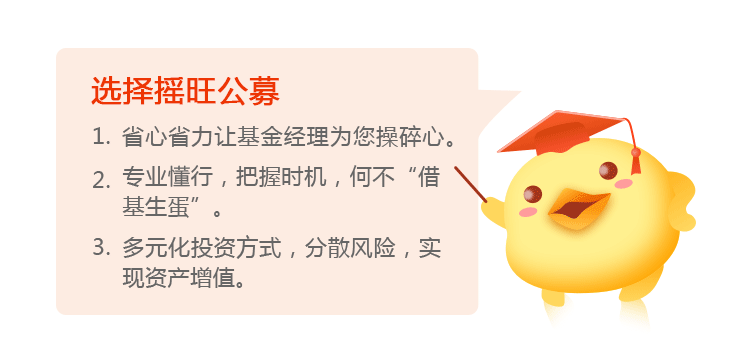 选择摇旺公募
1. 省心省力让基金经理为您操碎心。
2. 专业懂行，把握时机，何不“借
基生蛋”。
3. 多元化投资方式，分散风险，实
现资产增值。